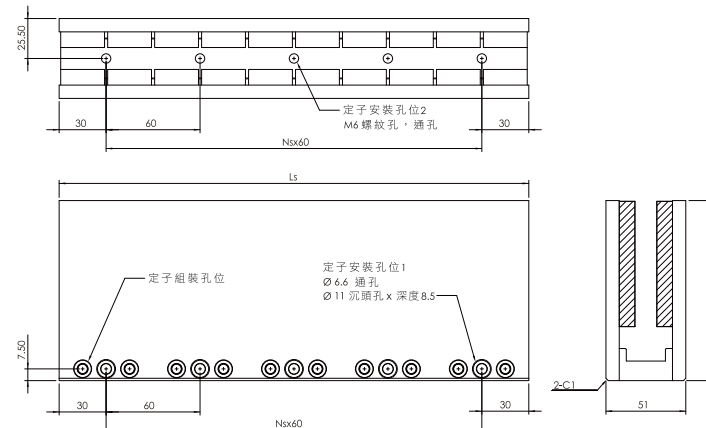 25.50
定子安裝孔位2
M6 螺紋孔，通孔
30
60
30
Nsx60
Ls
定子組裝孔位
定子安裝孔位1
Ø 6.6 通孔
Ø 11 沉頭孔 x 深度 8.5
7.50
30
60
30
Nsx60
2-C1
51